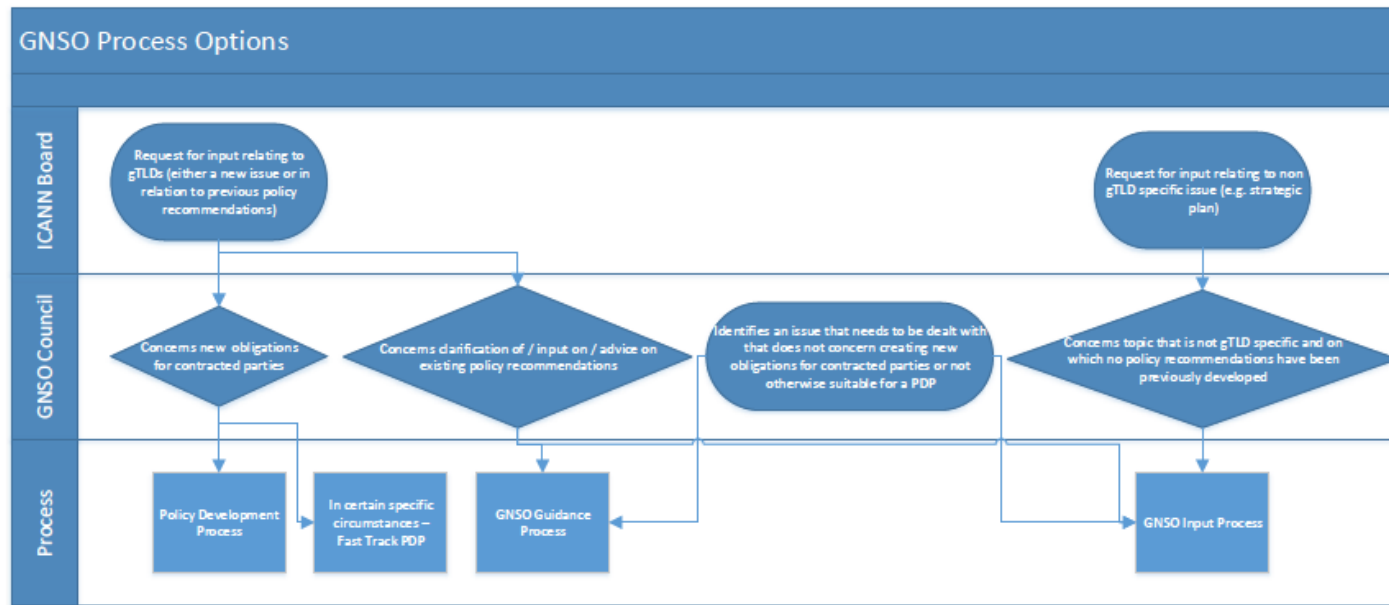 GNSO Process Options
ICANN Board
Request for input relating to
gTLDs (either a new issue or in
relation to previous policy
recommendations)
Request for input relating to non
gTLD specific issue (e.g. strategic
plan)
GNSO Council
Concerns new obligations
for contracted parties
Concerns clarification of / input on / advice on
existing policy recommendations
Identifies an issue that needs to be dealt with
that does not concern creating new
obligations for contracted parties or not
otherwise suitable for a PDP
Concerns topic that is not gTLD specific and on
which no policy recommendations have been
previously developed
Process
Policy Development
Process
In certain specific
circumstances –
Fast Track PDP
GNSO Guidance
Process
GNSO Input Process